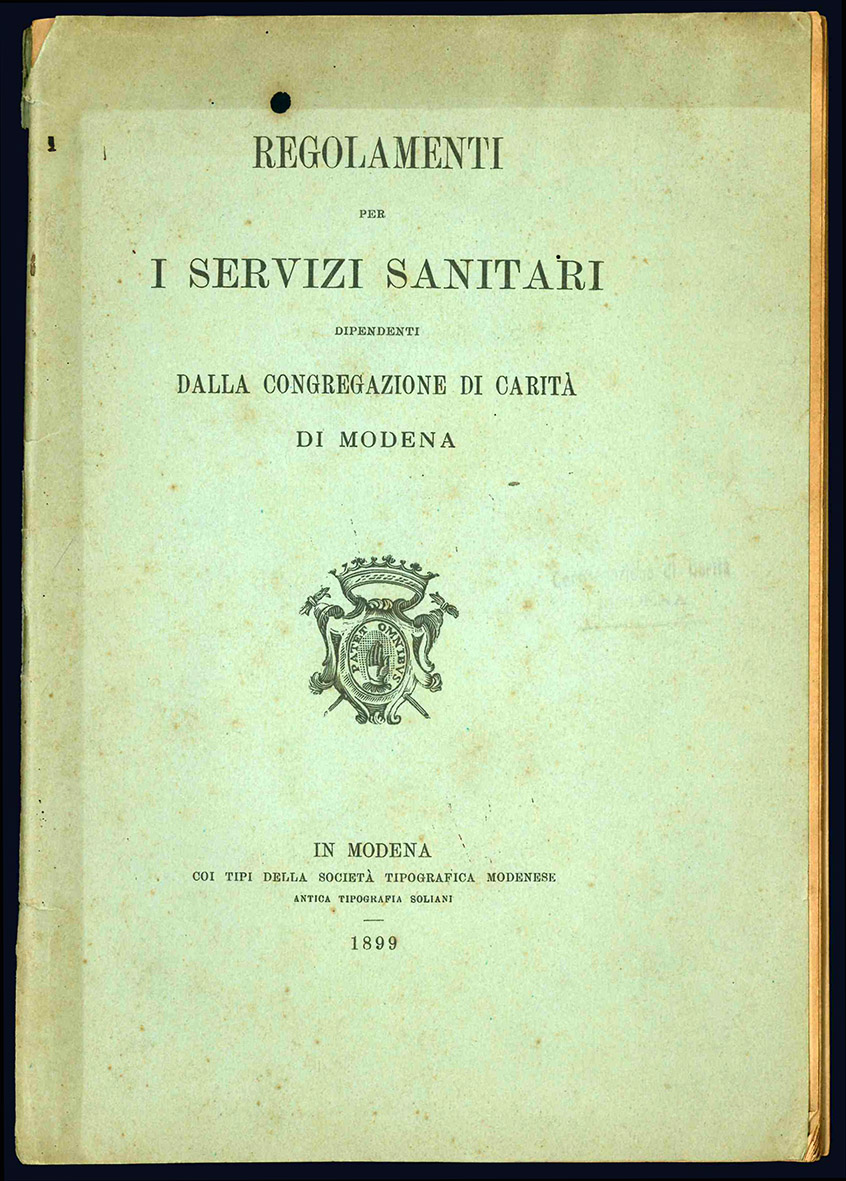 REGOLAMENTI
PER
I SERVIZI SANITARI
DIPENDENTI
DALLA CONGREGAZIONE DI CARITÀ
DI MODENA
PATET OMNIBVS
IN MODENA
COI TIPI DELLA SOCIETÀ TIPOGRAFICA MODENESE
ANTICA TIPOGRAFIA SOLIANI
1899